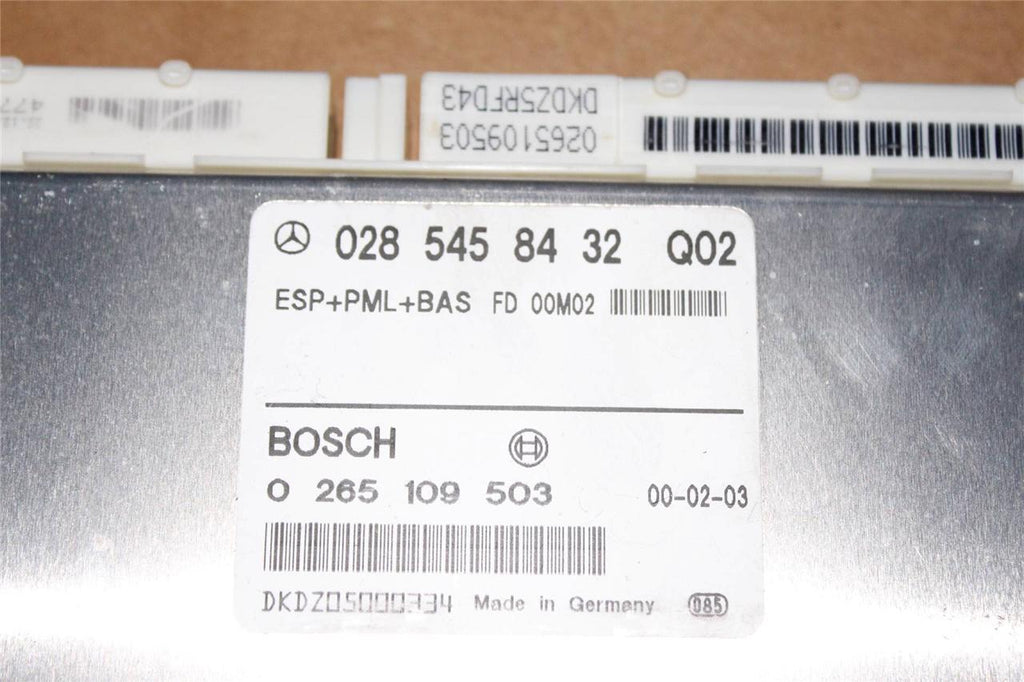 DKDZ5RFD43
0265109503
028 545 84 32 Q02
ESP+PML+BAS FD 00M02
BOSCH
0 265 109 503 00-02-03
DKDZ05000334 Made in Germany 085